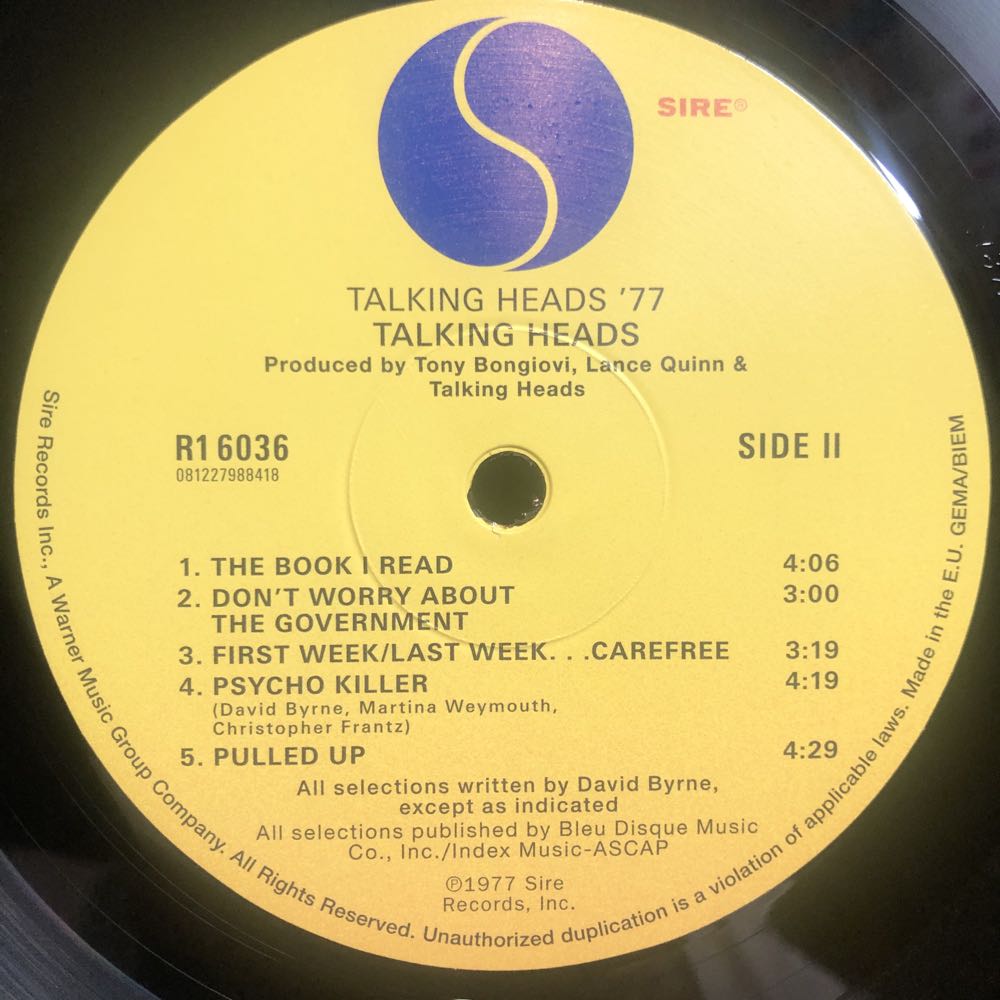 SIRE®
TALKING HEADS '77
TALKING HEADS
Produced by Tony Bongiovi, Lance Quinn &
Talking Heads
R1 6036
081227988418
SIDE II
1. THE BOOK I READ 4:06
2. DON'T WORRY ABOUT 3:00
THE GOVERNMENT
3. FIRST WEEK/LAST WEEK. . .CAREFREE 3:19
4. PSYCHO KILLER 4:19
(David Byrne, Martina Weymouth,
Christopher Frantz)
5. PULLED UP 4:29
All selections written by David Byrne,
except as indicated
All selections published by Bleu Disque Music
Co., Inc./Index Music-ASCAP
℗1977 Sire
Records, Inc.
Sire Records Inc., A Warner Music Group Company. All Rights Reserved. Unauthorized duplication is a violation of applicable laws. Made in the E.U. GEMA/BIEM